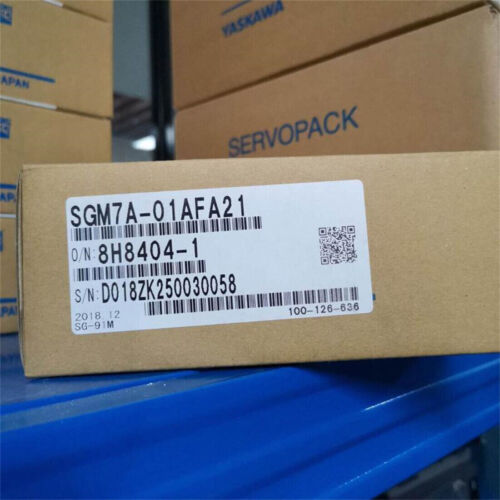 YASKAWA
JAPAN
SERVOPACK
SGM7A-01AFA21
O/N: 8H8404-1
S/N: D018ZK250030058
2018.12
SG-91M
100-126-636